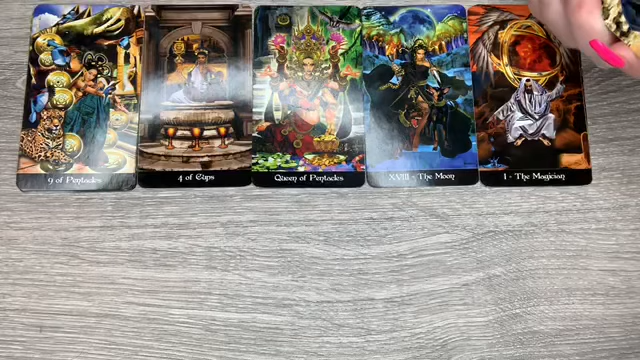 9 of Pentacles
4 of Cups
Queen of Pentacles
XVIII - The Moon
I - The Magician